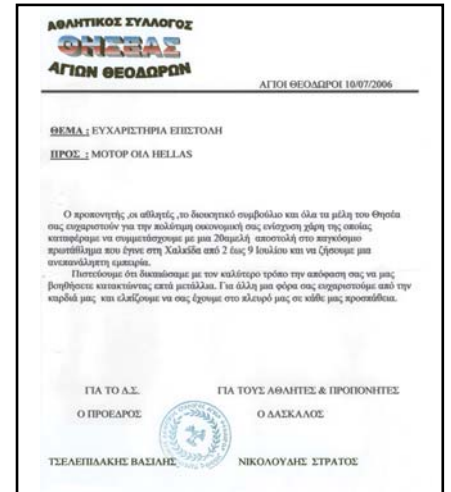 ΑΘΛΗΤΙΚΟΣ ΣΥΛΛΟΓΟΣ
ΘΗΣΕΑΣ
ΑΓΙΩΝ ΘΕΟΔΩΡΩΝ
ΑΓΙΟΙ ΘΕΟΔΩΡΟΙ 10/07/2006
ΘΕΜΑ : ΕΥΧΑΡΙΣΤΗΡΙΑ ΕΠΙΣΤΟΛΗ
ΠΡΟΣ : ΜΟΤΟΡ ΟΙΛ HELLAS
Ο προπονητής ,οι αθλητές ,το διοικητικό συμβούλιο και όλα τα μέλη του Θησέα
σας ευχαριστούν για την πολύτιμη οικονομική σας ενίσχυση χάρη της οποίας
καταφέραμε να συμμετάσχουμε με μια 20αμελή αποστολή στο παγκόσμιο
πρωτάθλημα που έγινε στη Χαλκίδα από 2 έως 9 Ιουλίου και να ζήσουμε μια
ανεπανάληπτη εμπειρία.
Πιστεύουμε ότι δικαιώσαμε με τον καλύτερο τρόπο την απόφαση σας να μας
βοηθήσετε κατακτώντας επτά μετάλλια. Για άλλη μια φόρα σας ευχαριστούμε από την
καρδιά μας και ελπίζουμε να σας έχουμε στο πλευρό μας σε κάθε μας προσπάθεια.
ΓΙΑ ΤΟ Δ.Σ. ΓΙΑ ΤΟΥΣ ΑΘΛΗΤΕΣ & ΠΡΟΠΟΝΗΤΕΣ
Ο ΠΡΟΕΔΡΟΣ Ο ΔΑΣΚΑΛΟΣ
ΤΣΕΛΕΠΙΔΑΚΗΣ ΒΑΣΙΛΗΣ ΝΙΚΟΛΟΥΔΗΣ ΣΤΡΑΤΟΣ